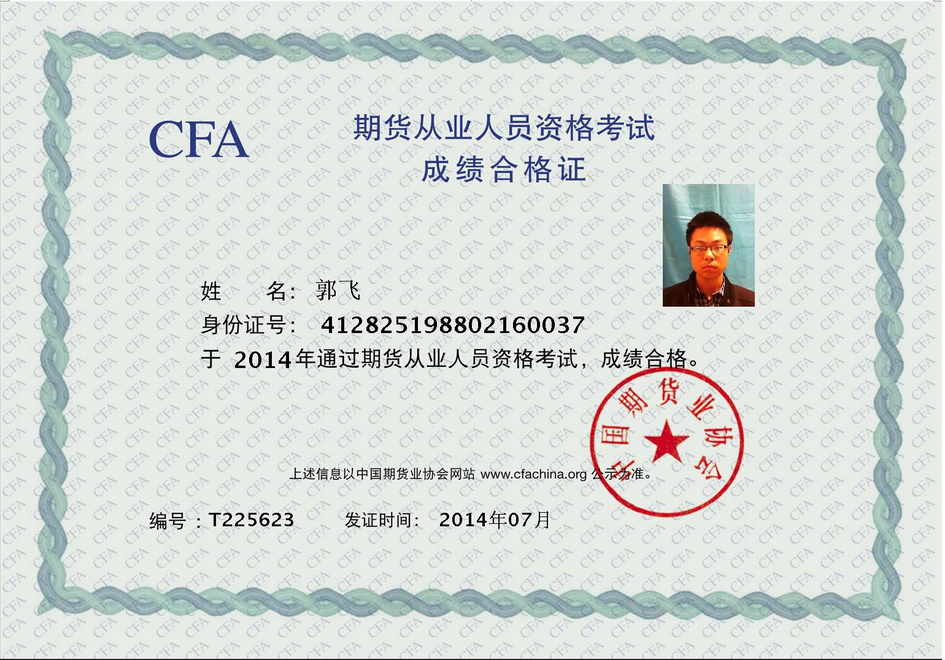 CFA
期货从业人员资格考试
成绩合格证
姓 名: 郭飞
身份证号: 412825198802160037
于 2014年通过期货从业人员资格考试，成绩合格。
中国期货业协会
上述信息以中国期货业协会网站 www.cfachina.org 公示为准。
编号：T225623 发证时间： 2014年07月